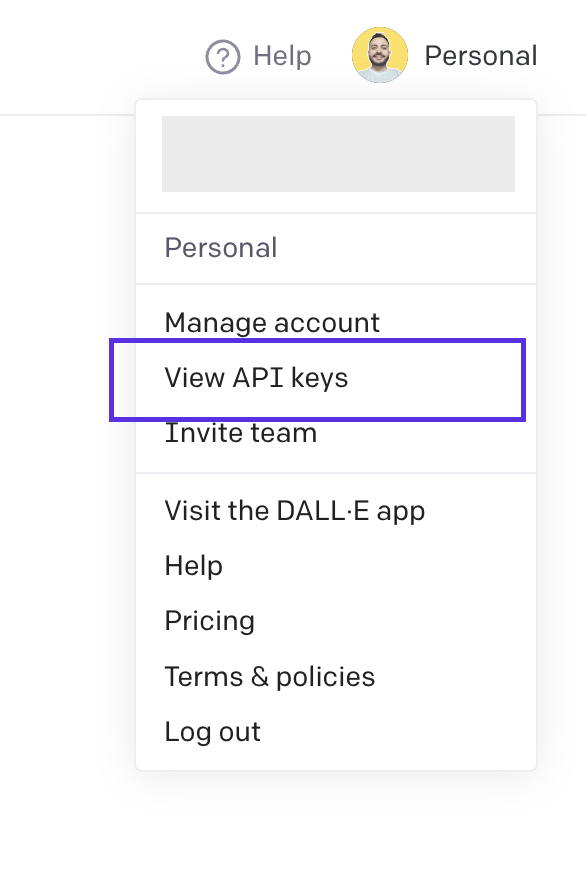 Help Personal
Personal
Manage account
View API keys
Invite team
Visit the DALL·E app
Help
Pricing
Terms & policies
Log out